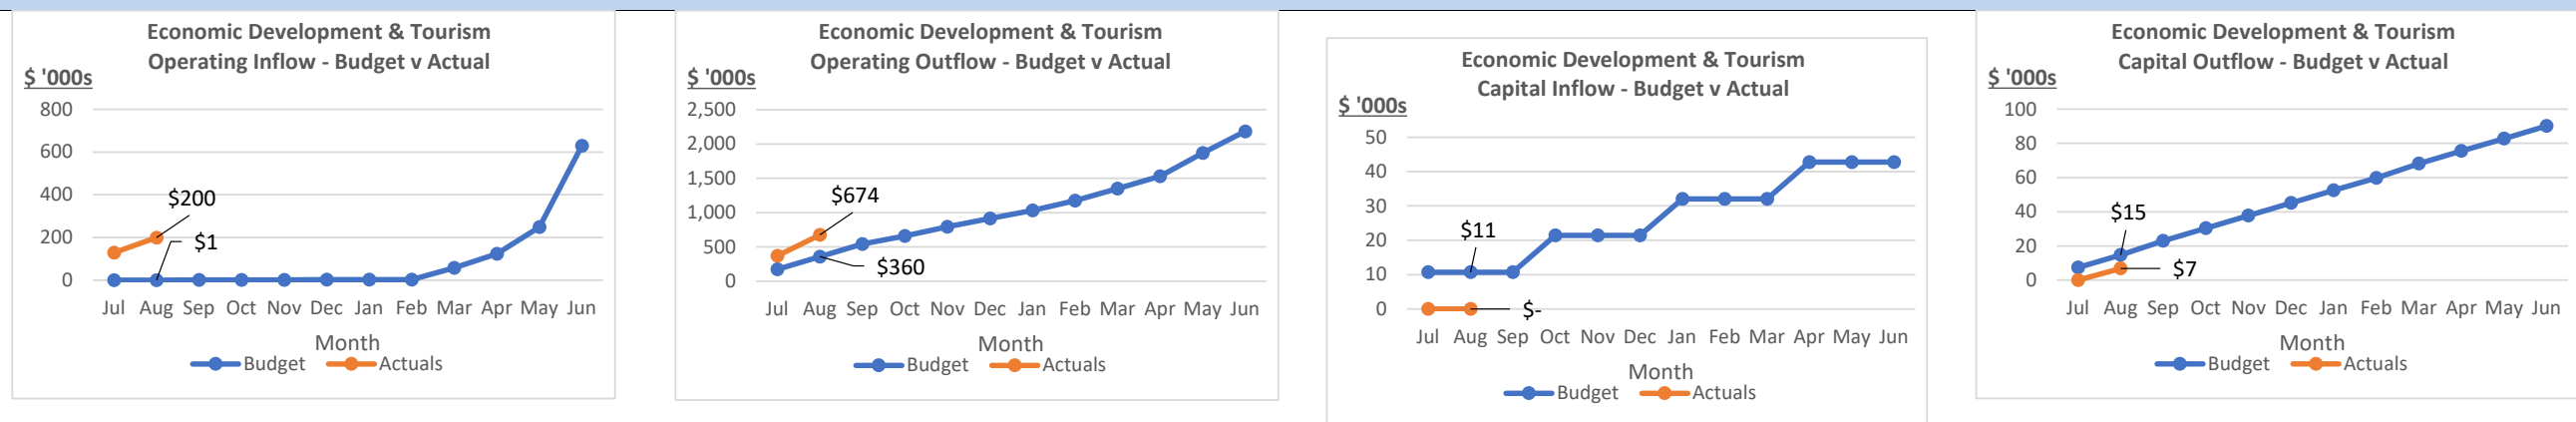 Economic Development & Tourism
Operating Inflow - Budget v Actual
$ '000s
800
600
400
200
0
$200
$1
Jul Aug Sep Oct Nov Dec Jan Feb Mar Apr May Jun
Month
Budget Actuals
Economic Development & Tourism
Operating Outflow - Budget v Actual
$ '000s
2,500
2,000
1,500
1,000
500
0
$674
$360
Jul Aug Sep Oct Nov Dec Jan Feb Mar Apr May Jun
Month
Budget Actuals
Economic Development & Tourism
Capital Inflow - Budget v Actual
$ '000s
50
40
30
20
10
0
$11
$-
Jul Aug Sep Oct Nov Dec Jan Feb Mar Apr May Jun
Month
Budget Actuals
Economic Development & Tourism
Capital Outflow - Budget v Actual
$ '000s
100
80
60
40
20
0
$15
$7
Jul Aug Sep Oct Nov Dec Jan Feb Mar Apr May Jun
Month
Budget Actuals